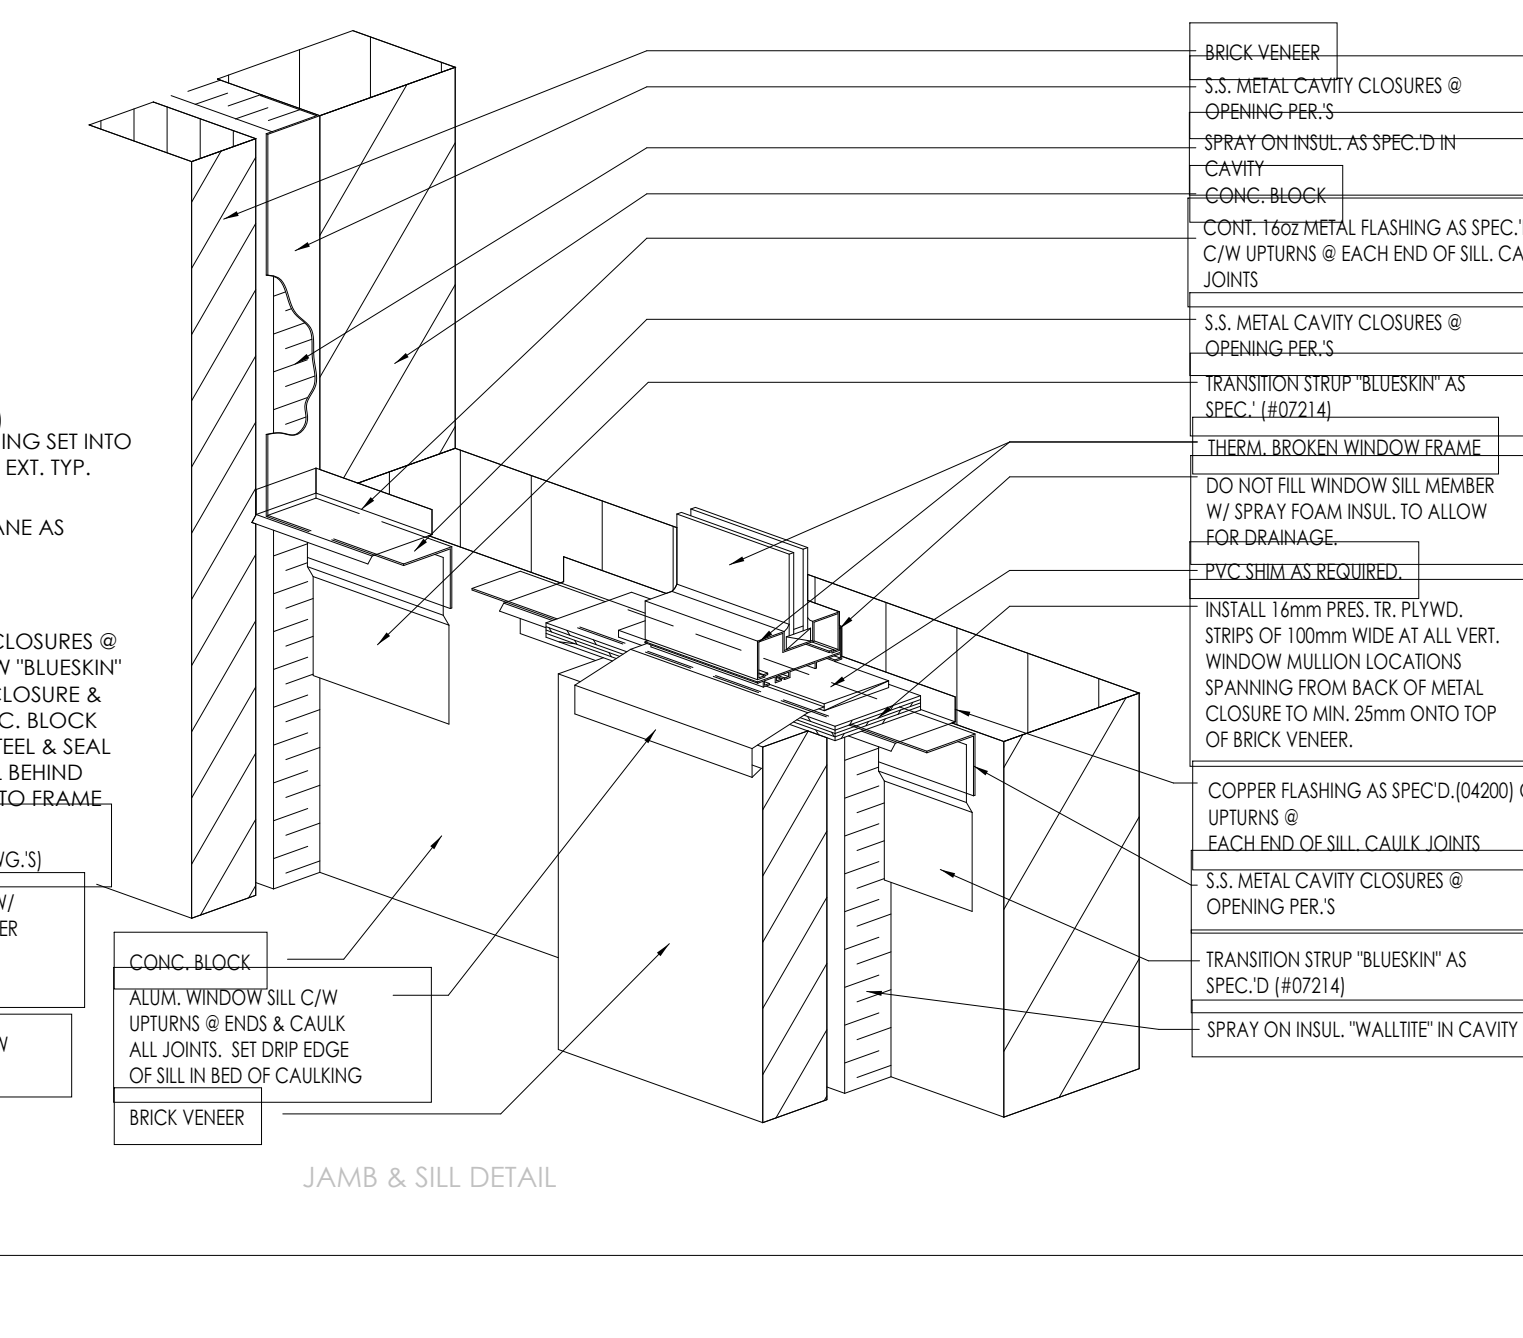 ING SET INTO
EXT. TYP.
ANE AS
CLOSURES @
W "BLUESKIN"
CLOSURE &
C. BLOCK
TEEL & SEAL
BEHIND
TO FRAME
WG.'S)
W/
ER
W
CONC. BLOCK
ALUM. WINDOW SILL C/W
UPTURNS @ ENDS & CAULK
ALL JOINTS. SET DRIP EDGE
OF SILL IN BED OF CAULKING
BRICK VENEER
BRICK VENEER
S.S. METAL CAVITY CLOSURES @
OPENING PER.'S
SPRAY ON INSUL. AS SPEC.'D IN
CAVITY
CONC. BLOCK
CONT. 16oz METAL FLASHING AS SPEC.'
C/W UPTURNS @ EACH END OF SILL. CA
JOINTS
S.S. METAL CAVITY CLOSURES @
OPENING PER.'S
TRANSITION STRUP "BLUESKIN" AS
SPEC.' (#07214)
THERM. BROKEN WINDOW FRAME
DO NOT FILL WINDOW SILL MEMBER
W/ SPRAY FOAM INSUL. TO ALLOW
FOR DRAINAGE.
PVC SHIM AS REQUIRED.
INSTALL 16mm PRES. TR. PLYWD.
STRIPS OF 100mm WIDE AT ALL VERT.
WINDOW MULLION LOCATIONS
SPANNING FROM BACK OF METAL
CLOSURE TO MIN. 25mm ONTO TOP
OF BRICK VENEER.
COPPER FLASHING AS SPEC'D.(04200)
UPTURNS @
EACH END OF SILL. CAULK JOINTS
S.S. METAL CAVITY CLOSURES @
OPENING PER.'S
TRANSITION STRUP "BLUESKIN" AS
SPEC.'D (#07214)
SPRAY ON INSUL. "WALLTITE" IN CAVITY
JAMB & SILL DETAIL